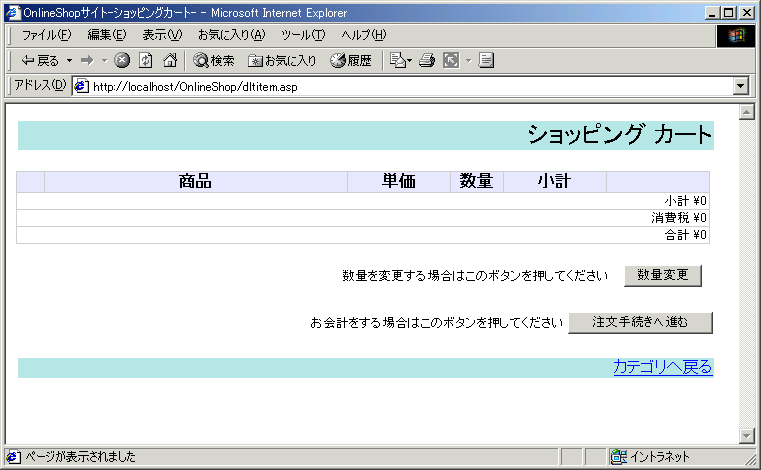 OnlineShopサイト-ショッピングカート- - Microsoft Internet Explorer
ファイル(F) 編集(E) 表示(V) お気に入り(A) ツール(T) ヘルプ(H)
戻る 検索 お気に入り 履歴
アドレス(D) http://localhost/OnlineShop/dltitem.asp
ショッピング カート
商品 単価 数量 小計
小計 ¥0
消費税 ¥0
合計 ¥0
数量を変更する場合はこのボタンを押してください 数量変更
お会計をする場合はこのボタンを押してください 注文手続きへ進む
カテゴリへ戻る
ページが表示されました イントラネット